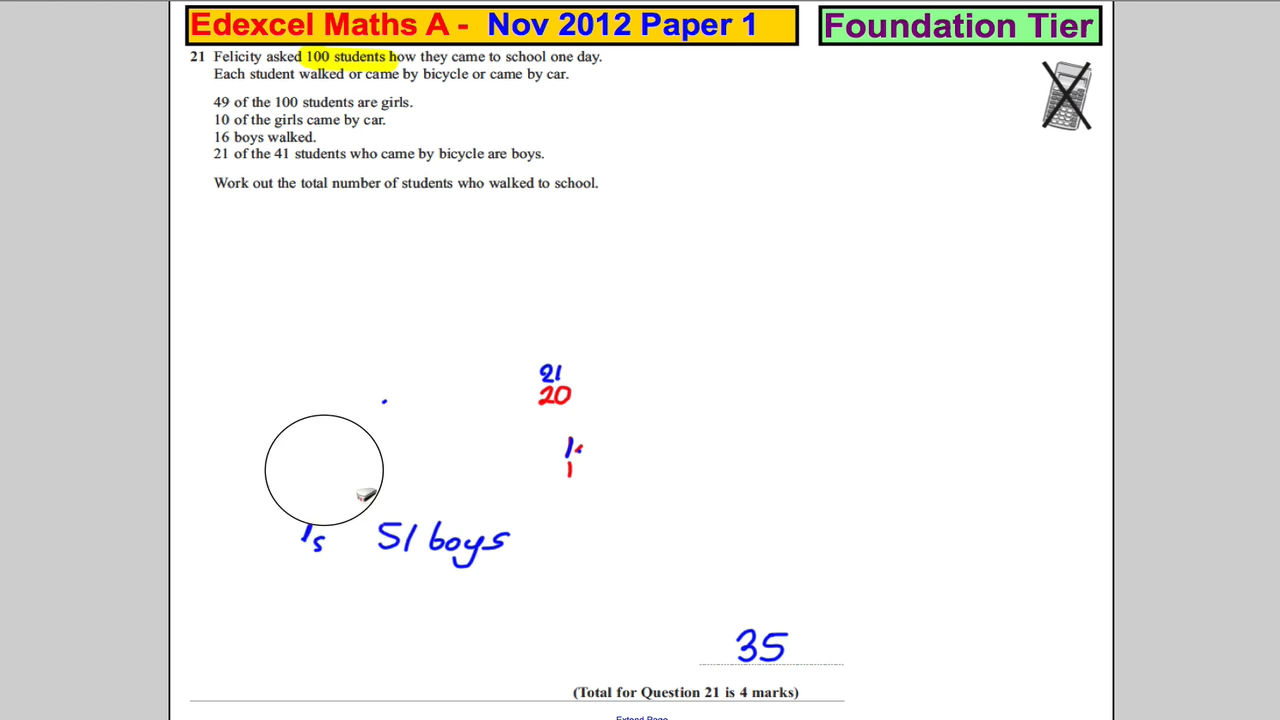 Edexcel Maths A - Nov 2012 Paper 1
Foundation Tier
21 Felicity asked 100 students how they came to school one day.
Each student walked or came by bicycle or came by car.
49 of the 100 students are girls.
10 of the girls came by car.
16 boys walked.
21 of the 41 students who came by bicycle are boys.
Work out the total number of students who walked to school.
21
20
51 boys
35
(Total for Question 21 is 4 marks)